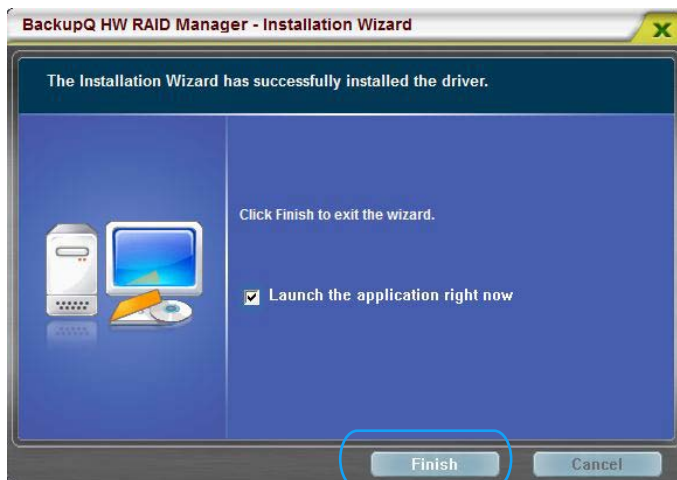 BackupQ HW RAID Manager - Installation Wizard
The Installation Wizard has successfully installed the driver.
Click Finish to exit the wizard.
Launch the application right now
Finish
Cancel